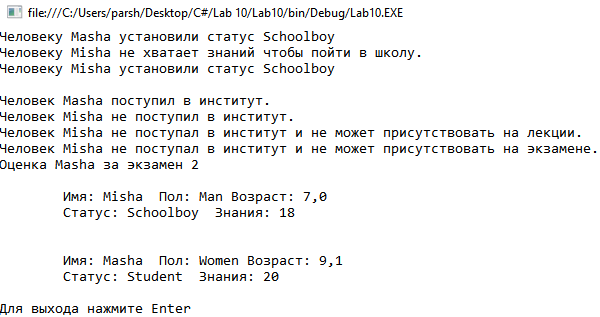 file:///C:/Users/parsh/Desktop/C#/Lab 10/Lab10/bin/Debug/Lab10.EXE
Человеку Masha установили статус Schoolboy
Человеку Misha не хватает знаний чтобы пойти в школу.
Человеку Misha установили статус Schoolboy
Человек Masha поступил в институт.
Человек Misha не поступил в институт.
Человек Misha не поступал в институт и не может присутствовать на лекции.
Человек Misha не поступал в институт и не может присутствовать на экзамене.
Оценка Masha за экзамен 2
Имя: Misha Пол: Man Возраст: 7,0
Статус: Schoolboy Знания: 18
Имя: Masha Пол: Women Возраст: 9,1
Статус: Student Знания: 20
Для выхода нажмите Enter